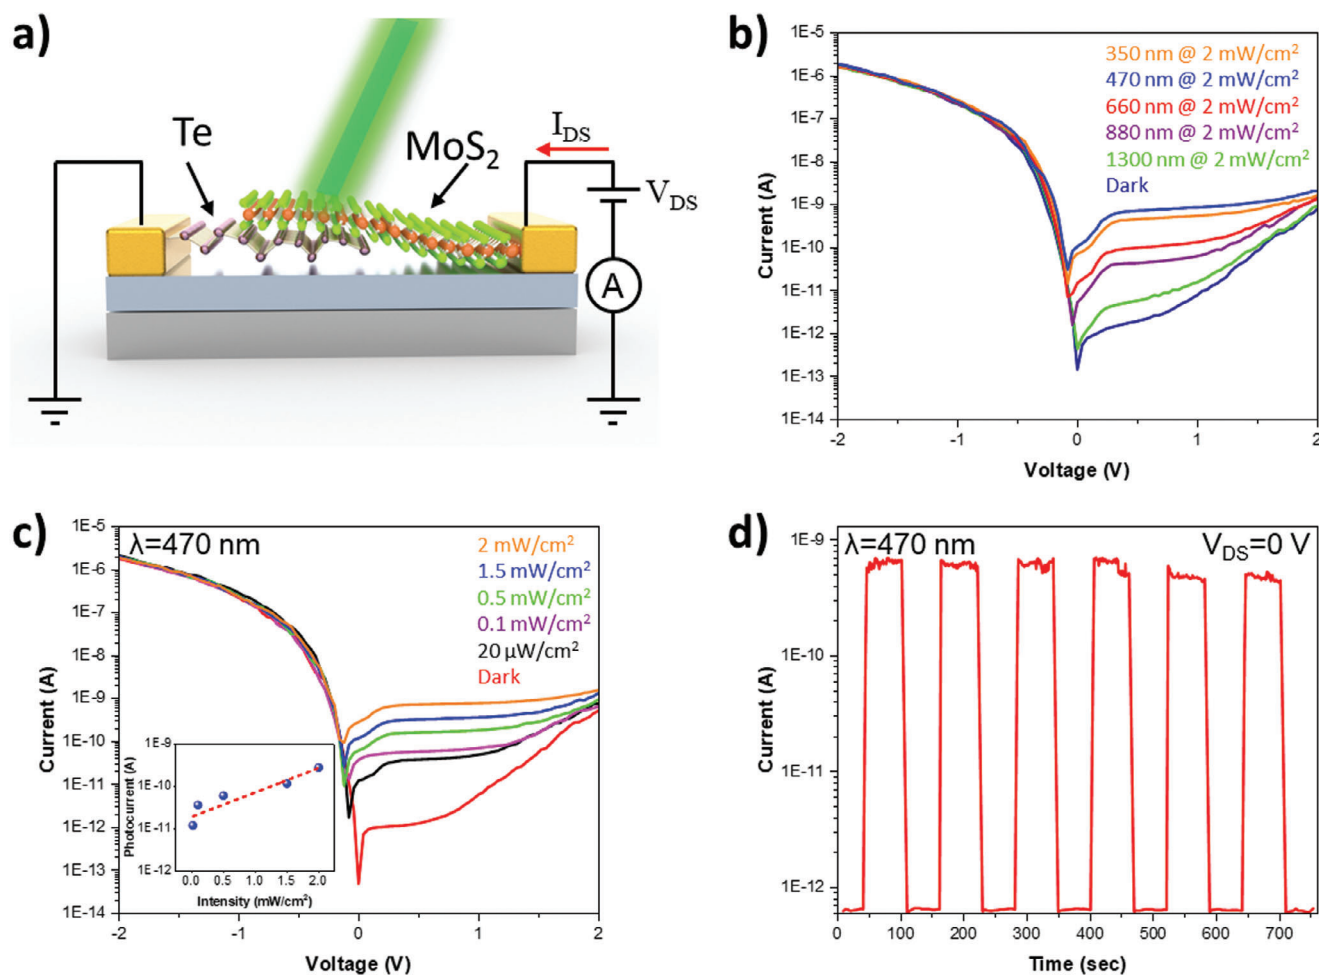 a)
Te
MoS₂
I_DS
V_DS
A
b)
350 nm @ 2 mW/cm²
470 nm @ 2 mW/cm²
660 nm @ 2 mW/cm²
880 nm @ 2 mW/cm²
1300 nm @ 2 mW/cm²
Dark
Current (A)
1E-5
1E-6
1E-7
1E-8
1E-9
1E-10
1E-11
1E-12
1E-13
1E-14
-2 -1 0 1 2
Voltage (V)
c)
λ=470 nm
2 mW/cm²
1.5 mW/cm²
0.5 mW/cm²
0.1 mW/cm²
20 µW/cm²
Dark
Current (A)
1E-5
1E-6
1E-7
1E-8
1E-9
1E-10
1E-11
1E-12
1E-13
1E-14
-2 -1 0 1 2
Voltage (V)
Photocurrent (A)
1E-9
1E-10
1E-11
1E-12
0.0 0.5 1.5 2.0
Intensity (mW/cm²)
d)
λ=470 nm
V_DS=0 V
Current (A)
1E-9
1E-10
1E-11
1E-12
0 100 200 300 400 500 600 700
Time (sec)